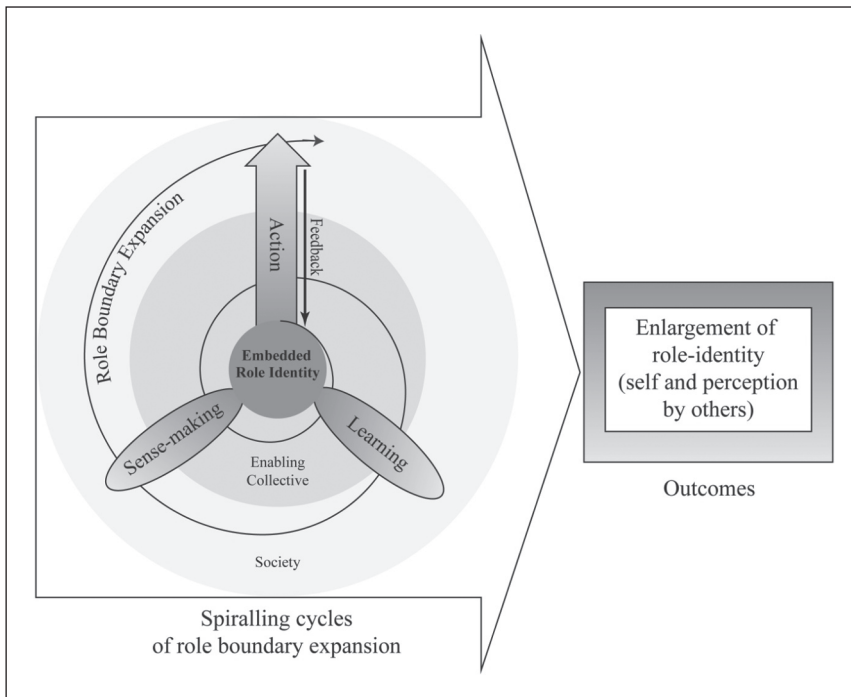 Role Boundary Expansion
Action
Feedback
Embedded
Role Identity
Sense-making
Learning
Enabling
Collective
Society
Spiralling cycles
of role boundary expansion
Enlargement of
role-identity
(self and perception
by others)
Outcomes